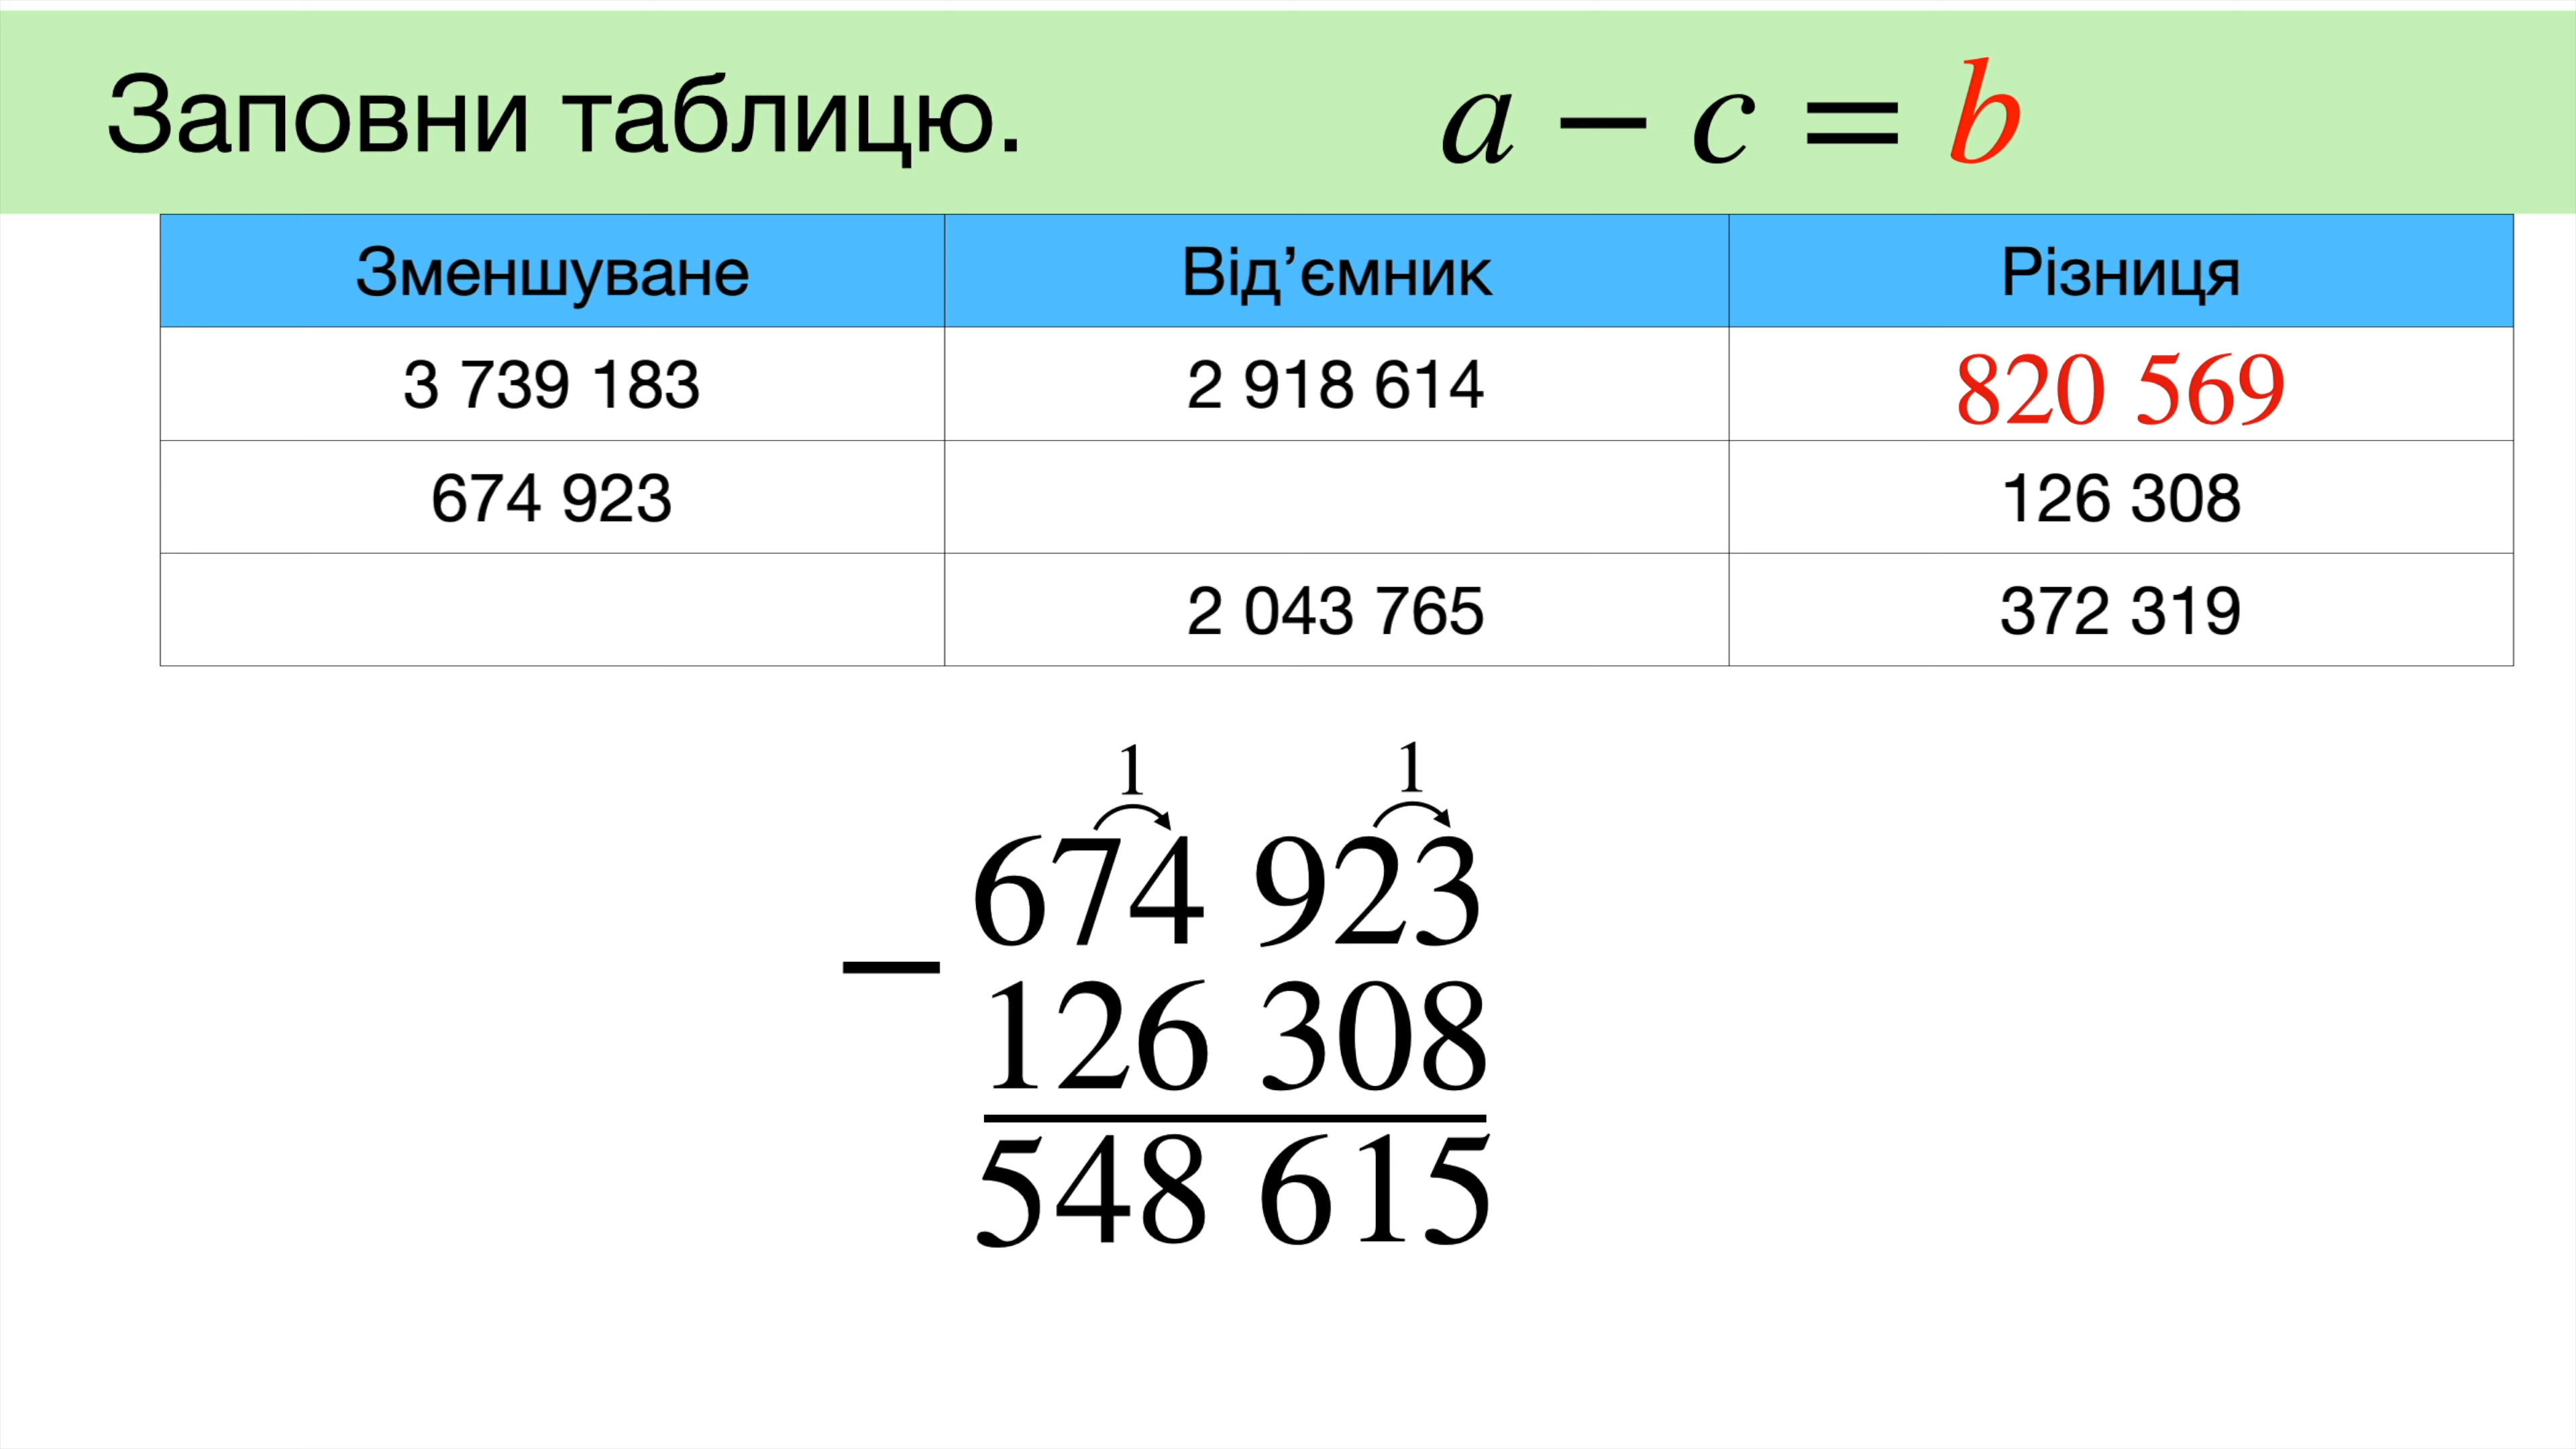 Заповни таблицю. a − c = b
Зменшуване Від’ємник Різниця
3 739 183 2 918 614 820 569
674 923 126 308
2 043 765 372 319
1 1
674 923
−
126 308
548 615